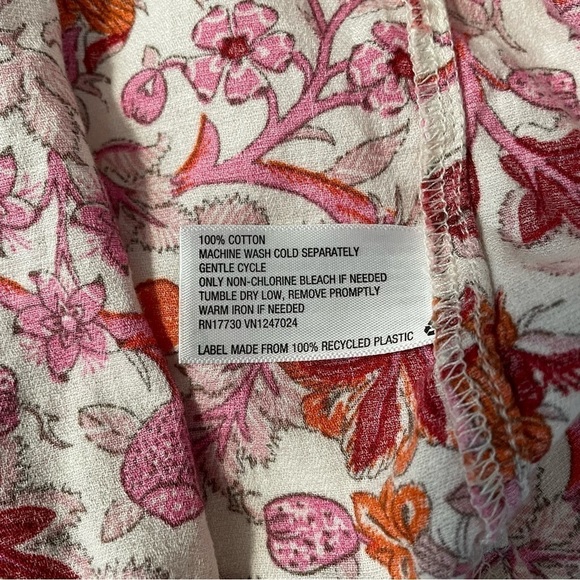 100% COTTON
MACHINE WASH COLD SEPARATELY
GENTLE CYCLE
ONLY NON-CHLORINE BLEACH IF NEEDED
TUMBLE DRY LOW, REMOVE PROMPTLY
WARM IRON IF NEEDED
RN17730 VN1247024
LABEL MADE FROM 100% RECYCLED PLASTIC